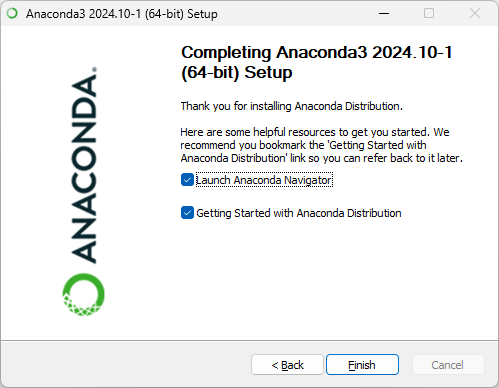 Anaconda3 2024.10-1 (64-bit) Setup
Completing Anaconda3 2024.10-1
(64-bit) Setup
Thank you for installing Anaconda Distribution.
Here are some helpful resources to get you started. We
recommend you bookmark the 'Getting Started with
Anaconda Distribution' link so you can refer back to it later.
Launch Anaconda Navigator
Getting Started with Anaconda Distribution
ANACONDA.
< Back
Finish
Cancel